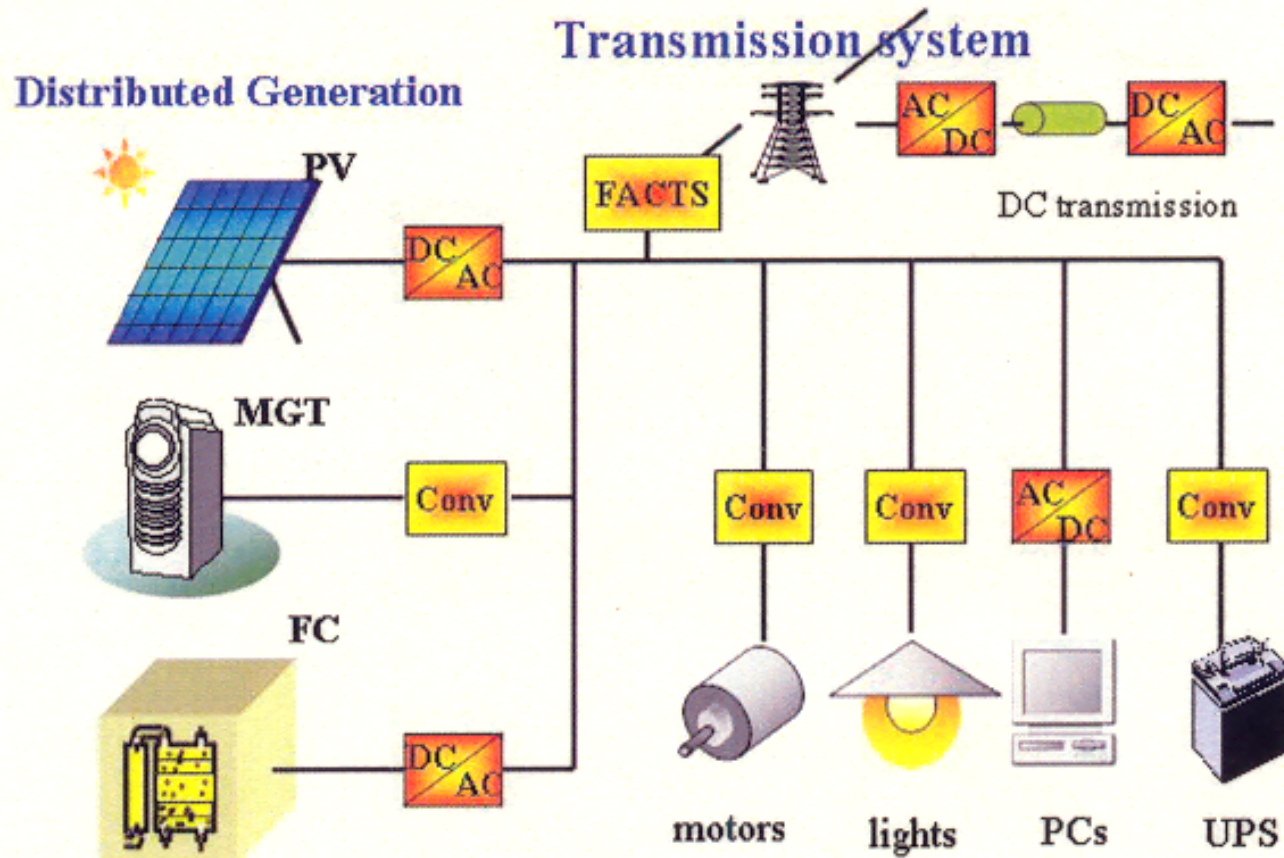 Transmission system
Distributed Generation
PV
FACTS
AC
DC
DC
AC
DC transmission
DC
AC
MGT
Conv
Conv
Conv
AC
DC
Conv
FC
DC
AC
motors
lights
PCs
UPS